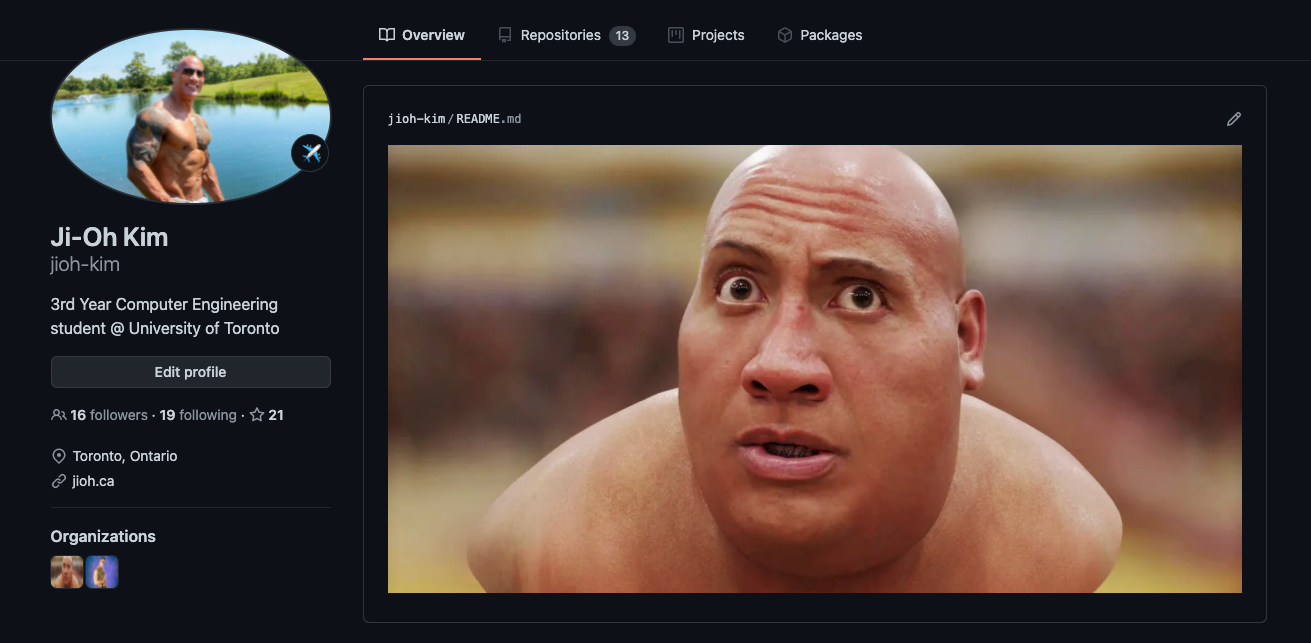 Overview
Repositories 13
Projects
Packages
Ji-Oh Kim
jioh-kim
3rd Year Computer Engineering
student @ University of Toronto
Edit profile
16 followers · 19 following · 21
Toronto, Ontario
jioh.ca
Organizations
jioh-kim/README.md